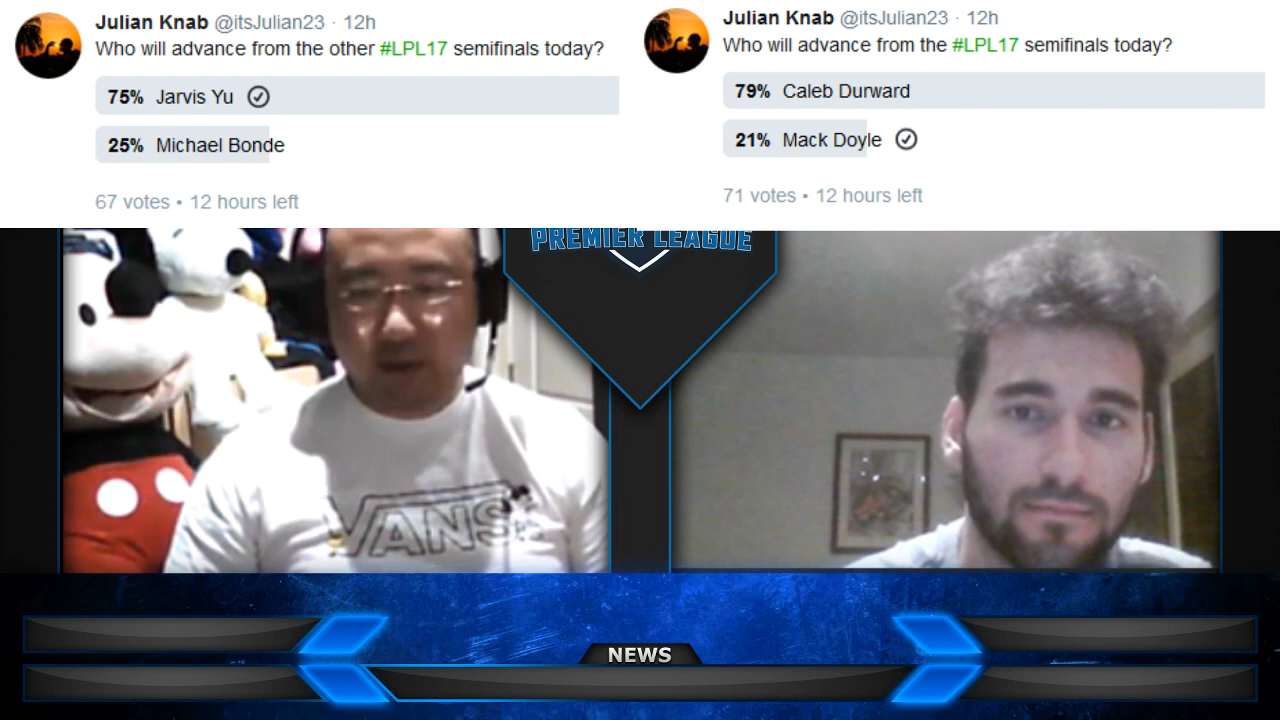 Julian Knab @itsJulian23 · 12h
Who will advance from the other #LPL17 semifinals today?
75% Jarvis Yu
25% Michael Bonde
67 votes • 12 hours left
Julian Knab @itsJulian23 · 12h
Who will advance from the #LPL17 semifinals today?
79% Caleb Durward
21% Mack Doyle
71 votes • 12 hours left
PREMIER LEAGUE
VANS
NEWS